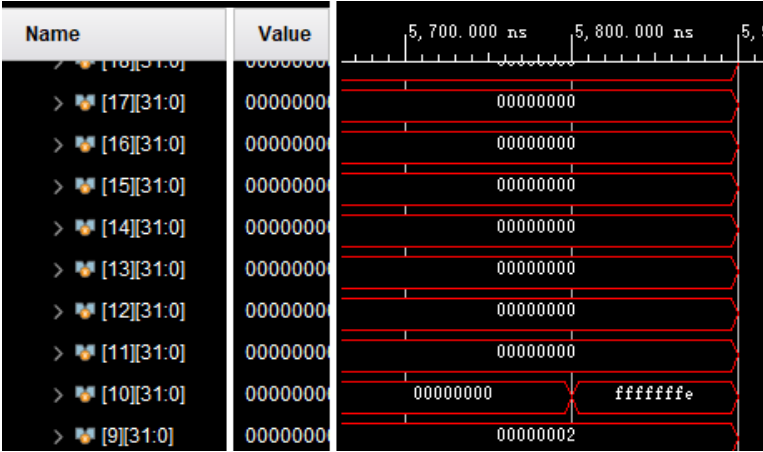 Name Value 5,700.000 ns 5,800.000 ns 5,
[17][31:0] 00000000 00000000
[16][31:0] 00000000 00000000
[15][31:0] 00000000 00000000
[14][31:0] 00000000 00000000
[13][31:0] 00000000 00000000
[12][31:0] 00000000 00000000
[11][31:0] 00000000 00000000
[10][31:0] 00000000 00000000 fffffffe
[9][31:0] 00000000 00000002